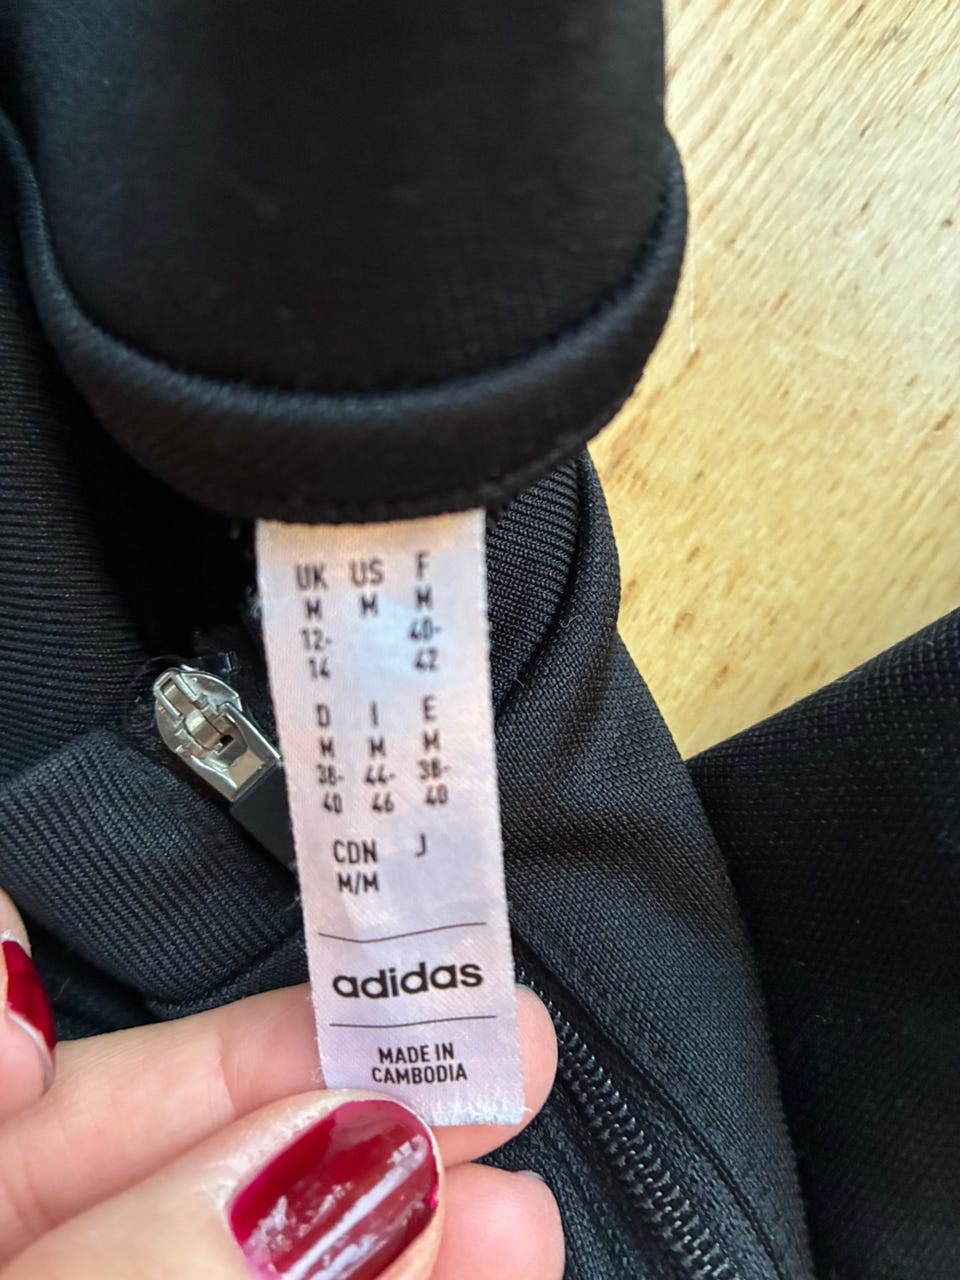 UK US F
M M M
12- 40-
14 42
D I E
M M M
38- 44- 38-
40 46 40
CDN J
M/M
adidas
MADE IN
CAMBODIA